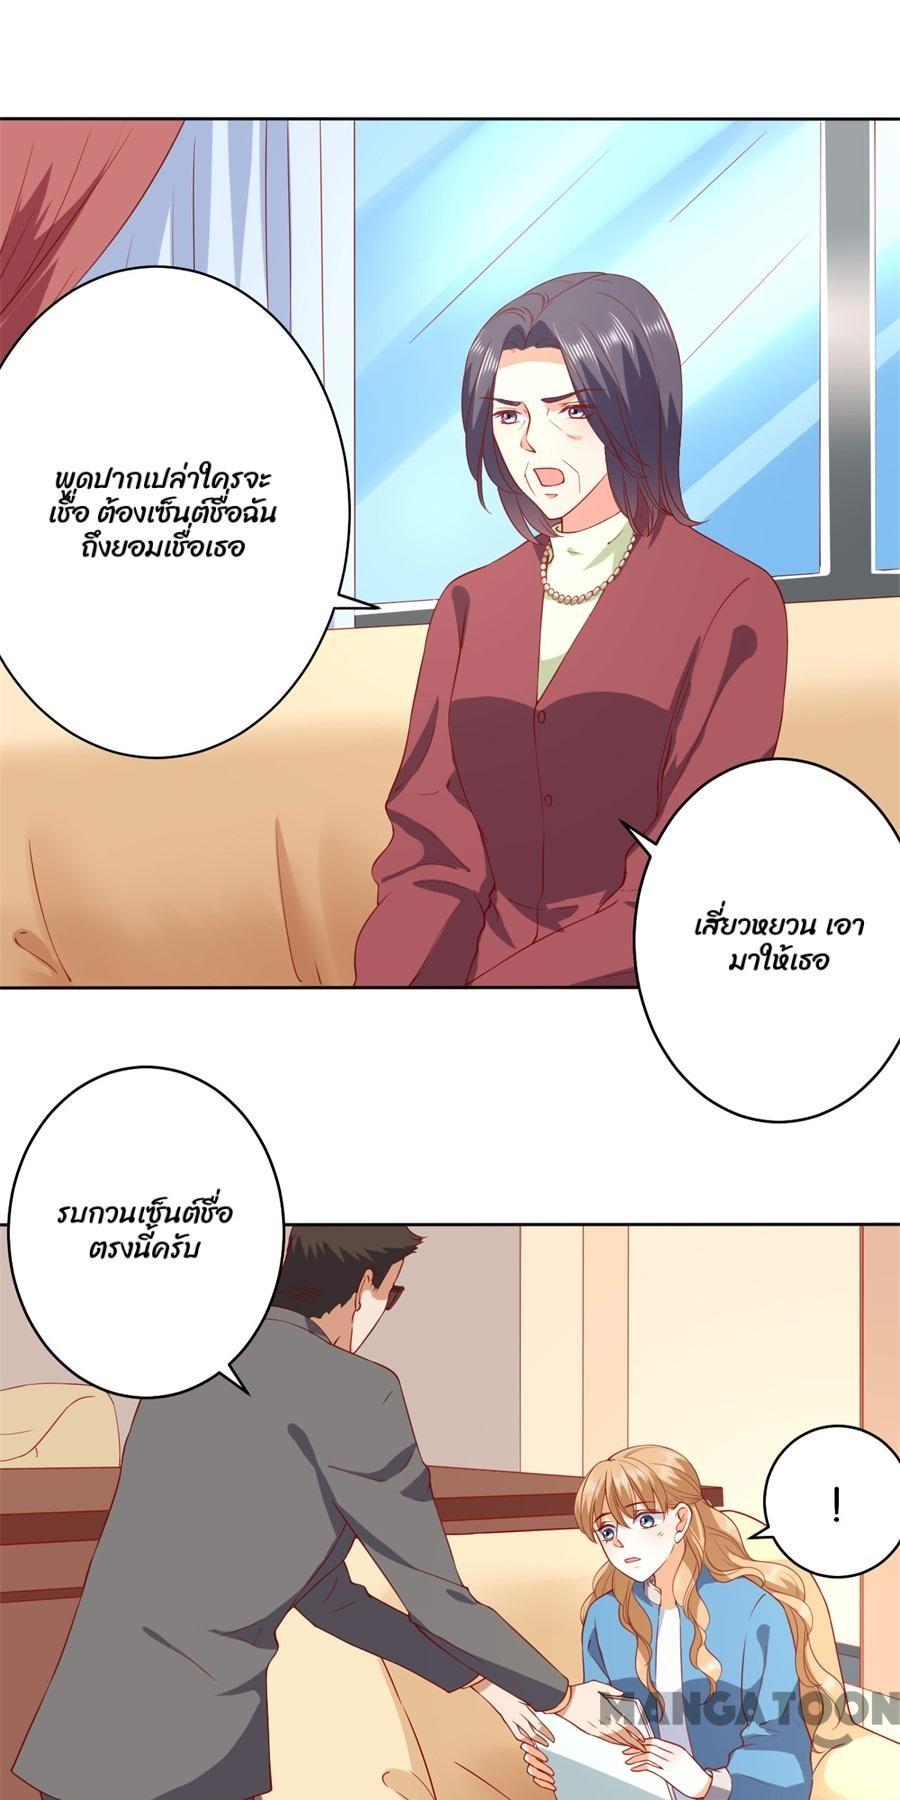 พูดปากเปล่าใครจะ
เชื่อ ต้องเซ็นต์ชื่อฉัน
ถึงยอมเชื่อเธอ
เสี่ยวหยวน เอา
มาให้เธอ
รบกวนเซ็นต์ชื่อ
ตรงนี้ครับ
!
MANGATOON